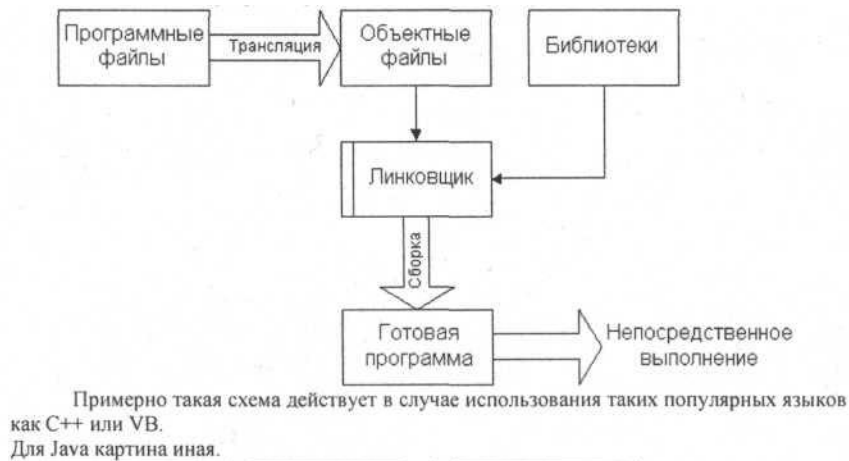 Программные
файлы
Трансляция
Объектные
файлы
Библиотеки
Линковщик
Сборка
Готовая
программа
Непосредственное
выполнение
Примерно такая схема действует в случае использования таких популярных языков
как C++ или VB.
Для Java картина иная.